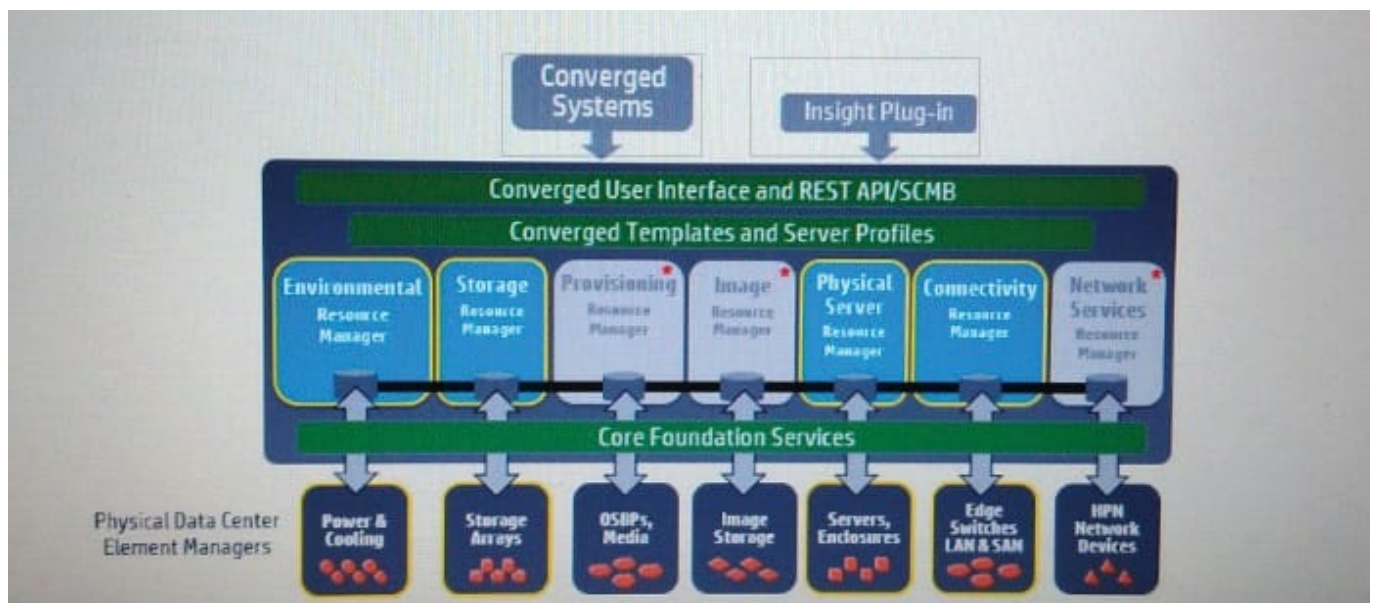 Converged
Systems
Insight Plug-in
Converged User Interface and REST API/SCMB
Converged Templates and Server Profiles
Environmental
Resource
Manager
Storage
Resource
Manager
Provisioning
Resource
Manager
Image
Resource
Manager
Physical
Server
Resource
Manager
Connectivity
Resource
Manager
Network
Services
Resource
Manager
Core Foundation Services
Physical Data Center
Element Managers
Power &
Cooling
Storage
Arrays
OSBPs,
Media
Image
Storage
Servers,
Enclosures
Edge
Switches
LAN & SAN
HPN
Network
Devices